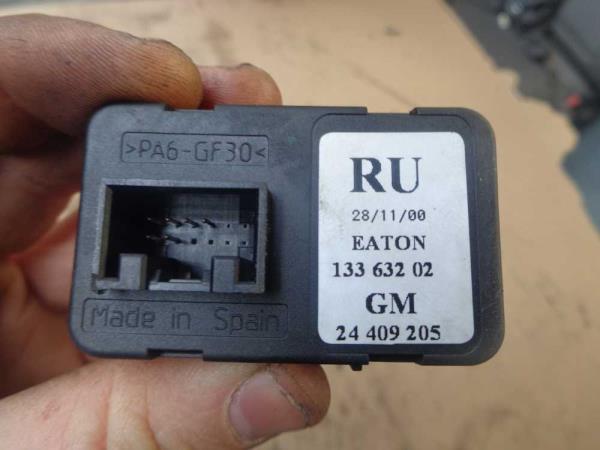 >PA6-GF30<
Made in Spain
RU
28/11/00
EATON
133 632 02
GM
24 409 205